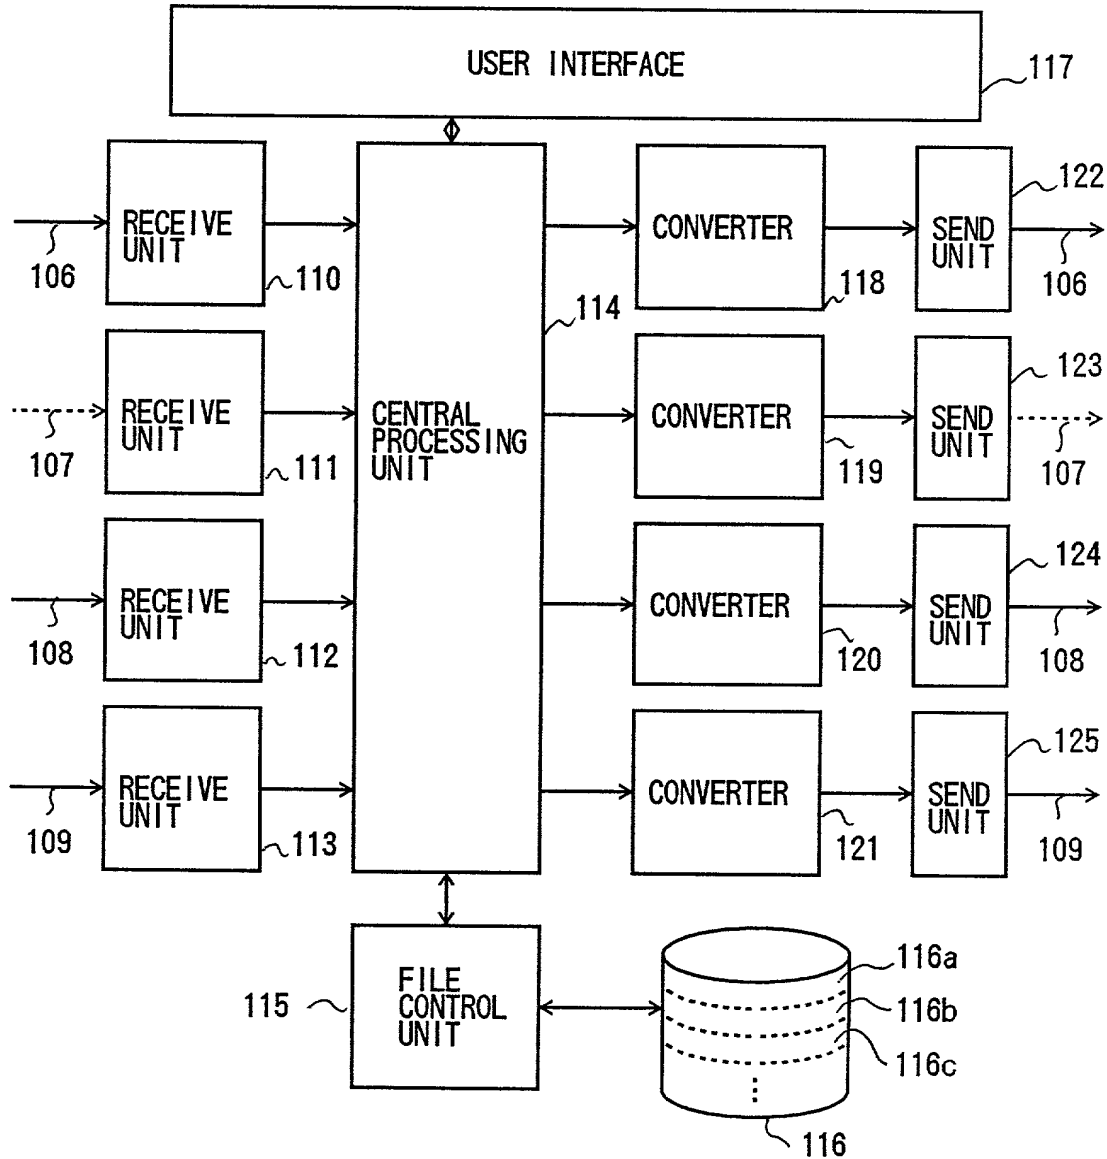 USER INTERFACE
117
RECEIVE
UNIT
106
110
CENTRAL
PROCESSING
UNIT
114
CONVERTER
118
SEND
UNIT
122
106
RECEIVE
UNIT
107
111
CONVERTER
119
SEND
UNIT
123
107
RECEIVE
UNIT
108
112
CONVERTER
120
SEND
UNIT
124
108
RECEIVE
UNIT
109
113
CONVERTER
121
SEND
UNIT
125
109
FILE
CONTROL
UNIT
115
116a
116b
116c
116